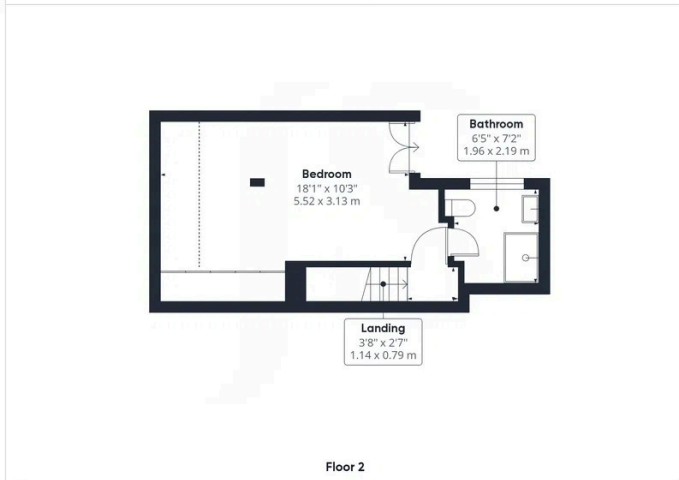 Bathroom
6'5" x 7'2"
1.96 x 2.19 m
Bedroom
18'1" x 10'3"
5.52 x 3.13 m
Landing
3'8" x 2'7"
1.14 x 0.79 m
Floor 2